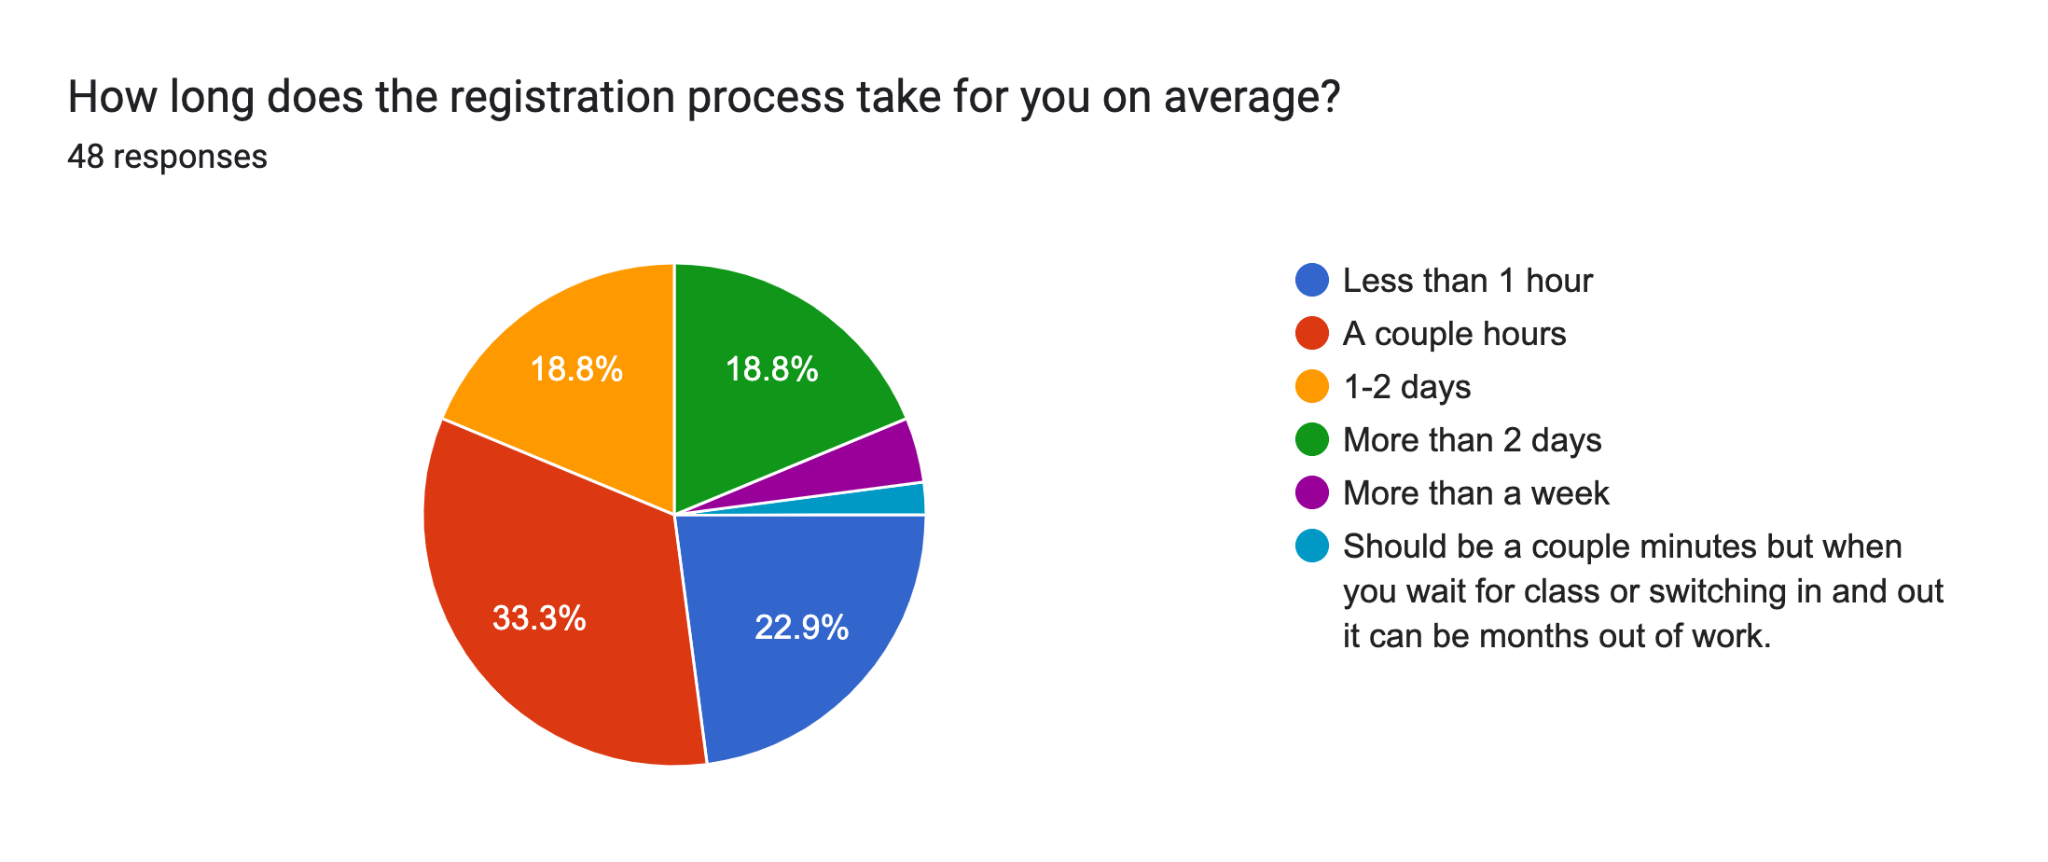 How long does the registration process take for you on average?
48 responses
18.8%
18.8%
33.3%
22.9%
Less than 1 hour
A couple hours
1-2 days
More than 2 days
More than a week
Should be a couple minutes but when
you wait for class or switching in and out
it can be months out of work.